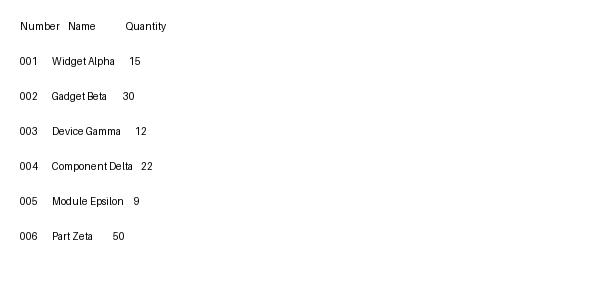 Number Name Quantity
001 Widget Alpha 15
002 Gadget Beta 30
003 Device Gamma 12
004 Component Delta 22
005 Module Epsilon 9
006 Part Zeta 50